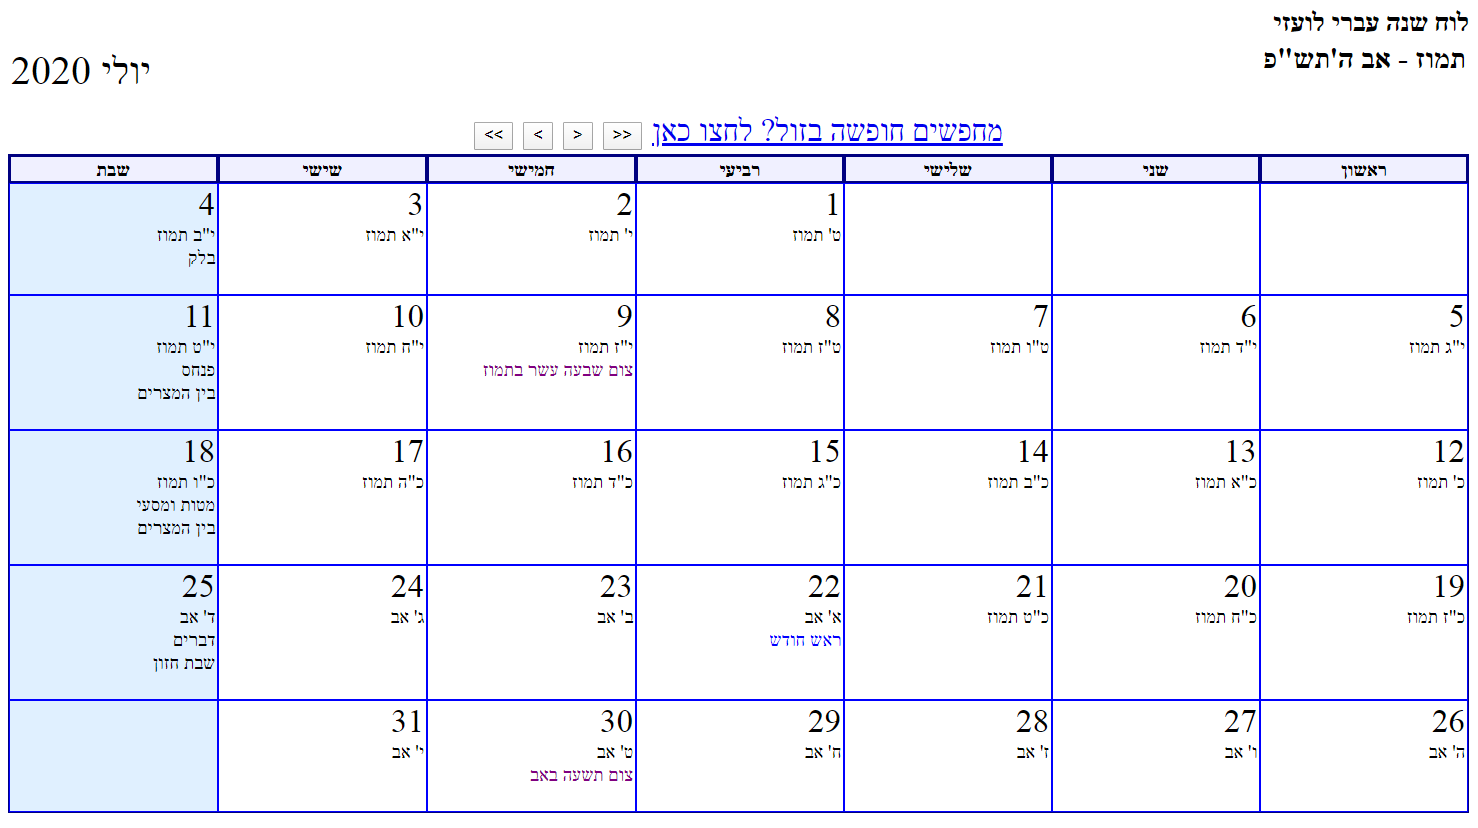 לוח שנה עברי לועזי
תמוז - אב ה'תש"פ
יולי 2020
מחפשים חופשה בזול? לחצו כאן >> > < <<
ראשון שני שלישי רביעי חמישי שישי שבת
1 2 3 4
ט' תמוז י' תמוז י"א תמוז י"ב תמוז
בלק
5 6 7 8 9 10 11
י"ג תמוז י"ד תמוז ט"ו תמוז ט"ז תמוז י"ז תמוז י"ח תמוז י"ט תמוז
צום שבעה עשר בתמוז פנחס
בין המצרים
12 13 14 15 16 17 18
כ' תמוז כ"א תמוז כ"ב תמוז כ"ג תמוז כ"ד תמוז כ"ה תמוז כ"ו תמוז
מטות ומסעי
בין המצרים
19 20 21 22 23 24 25
כ"ז תמוז כ"ח תמוז כ"ט תמוז א' אב ב' אב ג' אב ד' אב
ראש חודש דברים
שבת חזון
26 27 28 29 30 31
ה' אב ו' אב ז' אב ח' אב ט' אב י' אב
צום תשעה באב